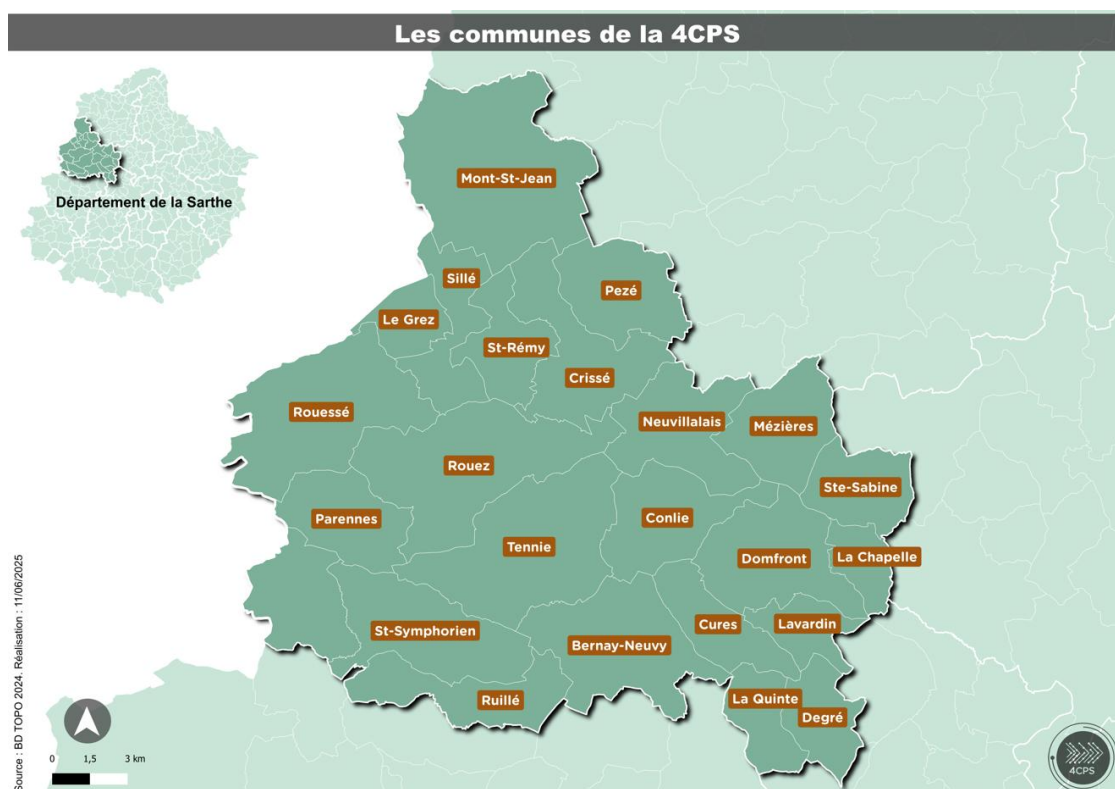 Les communes de la 4CPS
Département de la Sarthe
Mont-St-Jean
Sillé
Pezé
Le Grez
St-Rémy
Crissé
Rouessé
Neuvillalais
Mézières
Rouez
Ste-Sabine
Parennes
Conlie
Tennie
Domfront
La Chapelle
St-Symphorien
Bernay-Neuvy
Cures
Lavardin
Ruillé
La Quinte
Degré
Source : BD TOPO 2024. Réalisation : 11/06/2025
0 1,5 3 km
4CPS